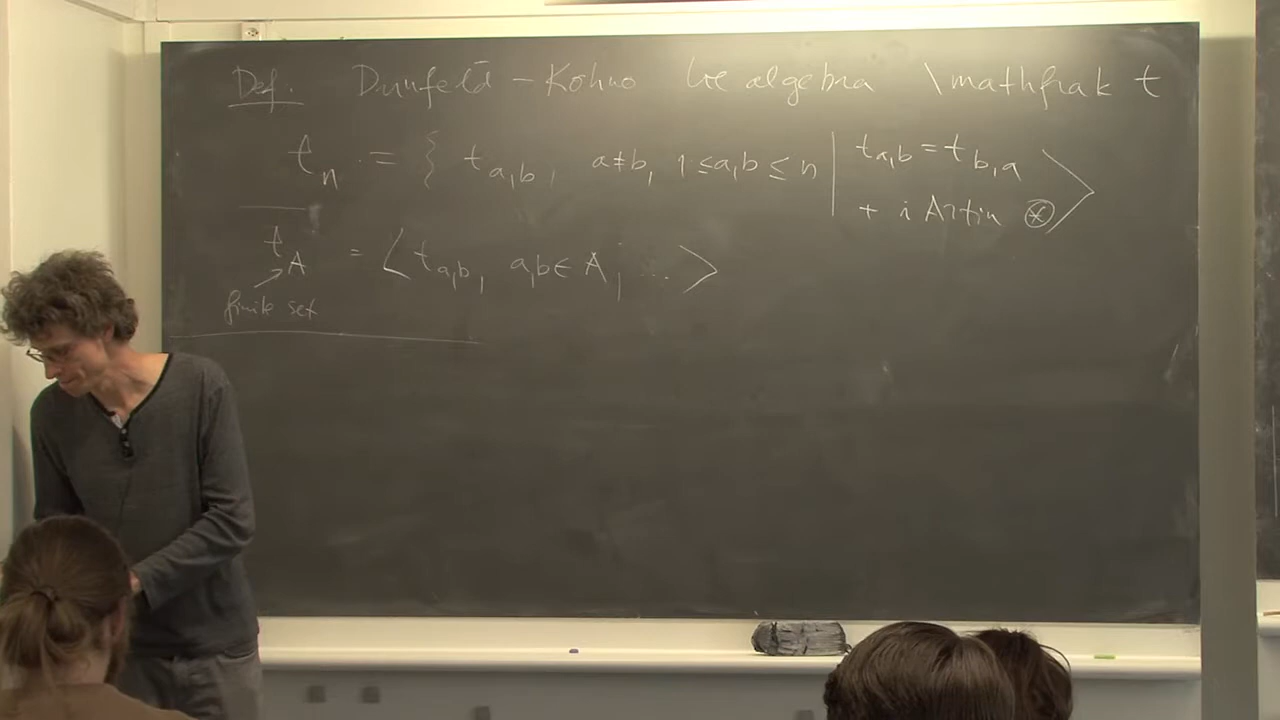 Def. Drinfeld – Kohno Lie algebra \mathfrak t
t_n := { t_{a,b}, a≠b, 1≤a,b≤n | t_{a,b} = t_{b,a}
+ i Artin ⊛ ⟩
t_A = ⟨ t_{a,b}, a,b∈A, ... ⟩
finite set